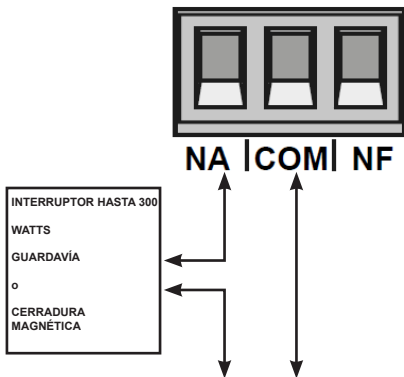 NA | COM | NF
INTERRUPTOR HASTA 300
WATTS
GUARDAVÍA
o
CERRADURA
MAGNÉTICA